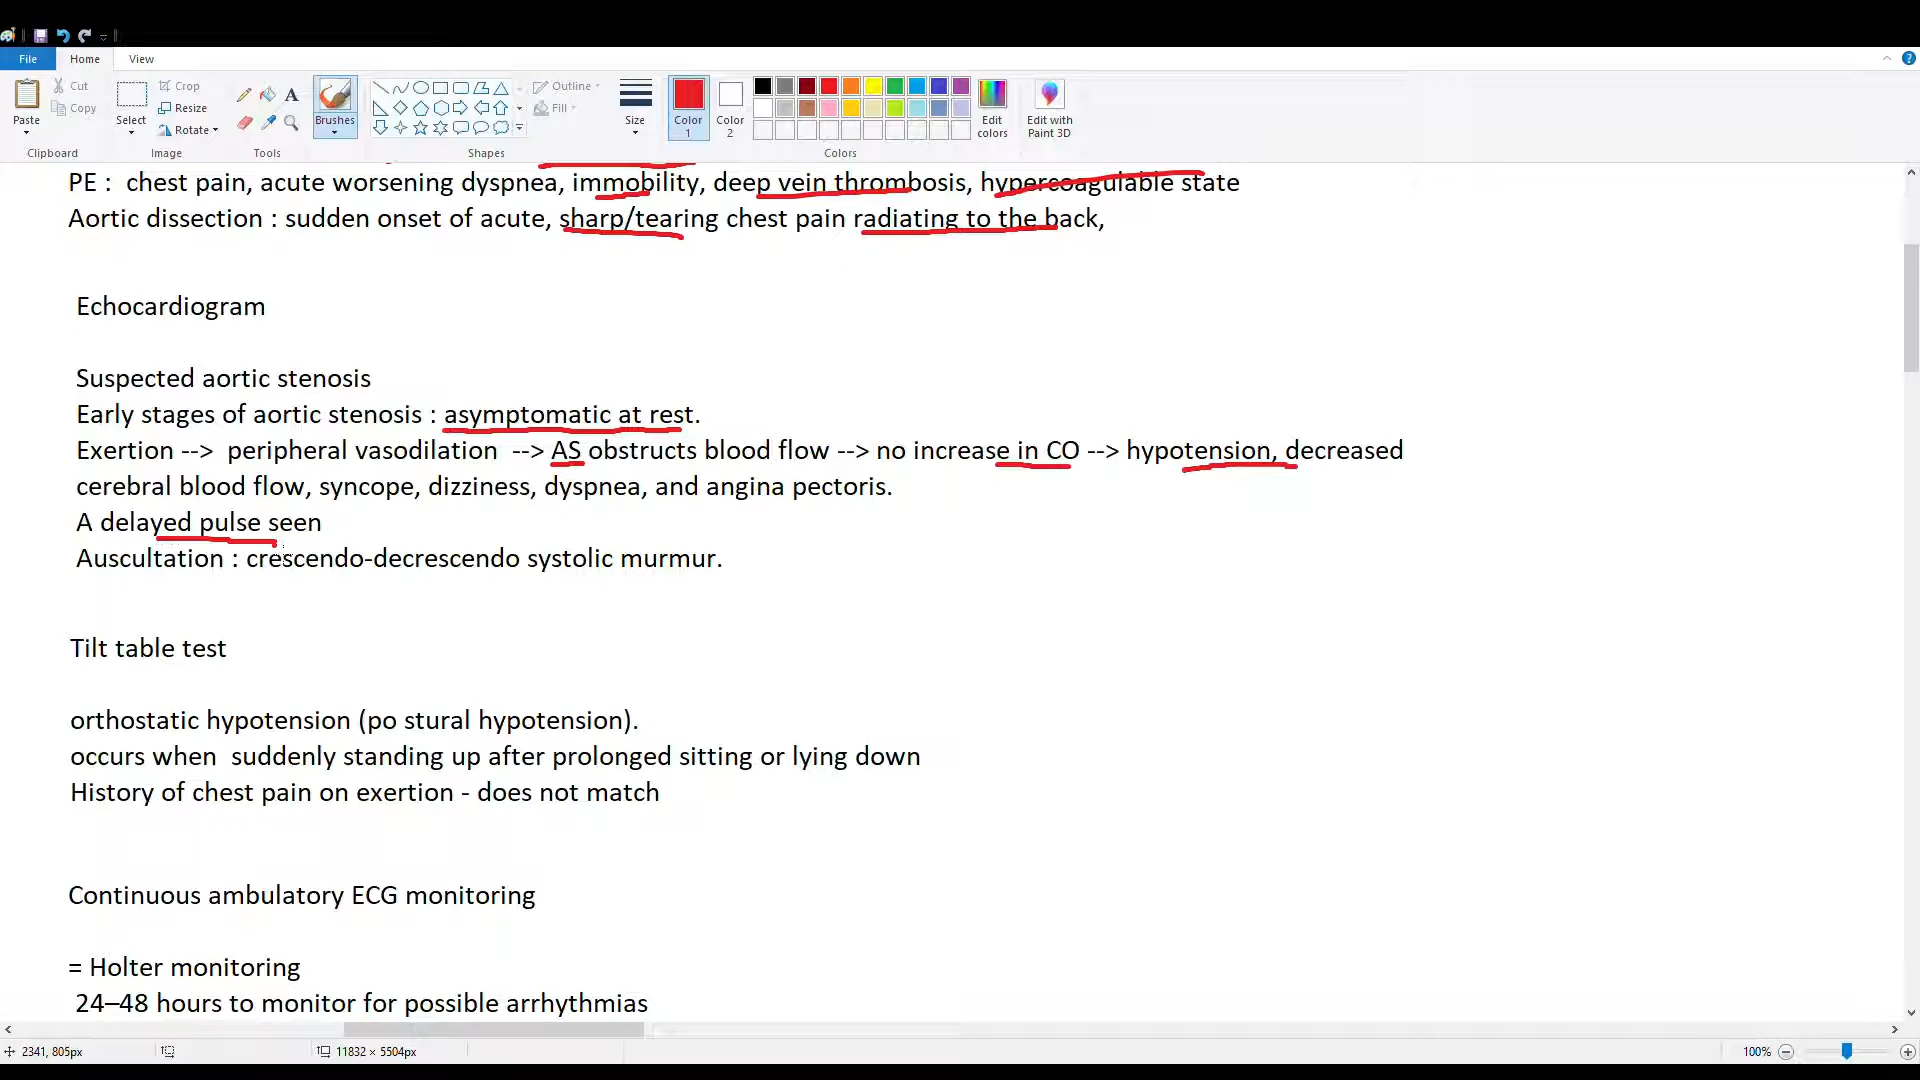 File Home View
Paste
Cut
Copy
Clipboard
Select
Crop
Resize
Rotate
Image
A
Tools
Brushes
Shapes
Outline
Fill
Size
Color 1
Color 2
Colors
Edit colors
Edit with Paint 3D
PE : chest pain, acute worsening dyspnea, immobility, deep vein thrombosis, hypercoagulable state
Aortic dissection : sudden onset of acute, sharp/tearing chest pain radiating to the back,
Echocardiogram
Suspected aortic stenosis
Early stages of aortic stenosis : asymptomatic at rest.
Exertion --> peripheral vasodilation --> AS obstructs blood flow --> no increase in CO --> hypotension, decreased
cerebral blood flow, syncope, dizziness, dyspnea, and angina pectoris.
A delayed pulse seen
Auscultation : crescendo-decrescendo systolic murmur.
Tilt table test
orthostatic hypotension (po stural hypotension).
occurs when suddenly standing up after prolonged sitting or lying down
History of chest pain on exertion - does not match
Continuous ambulatory ECG monitoring
= Holter monitoring
24–48 hours to monitor for possible arrhythmias
2341, 805px
11832 × 5504px
100%